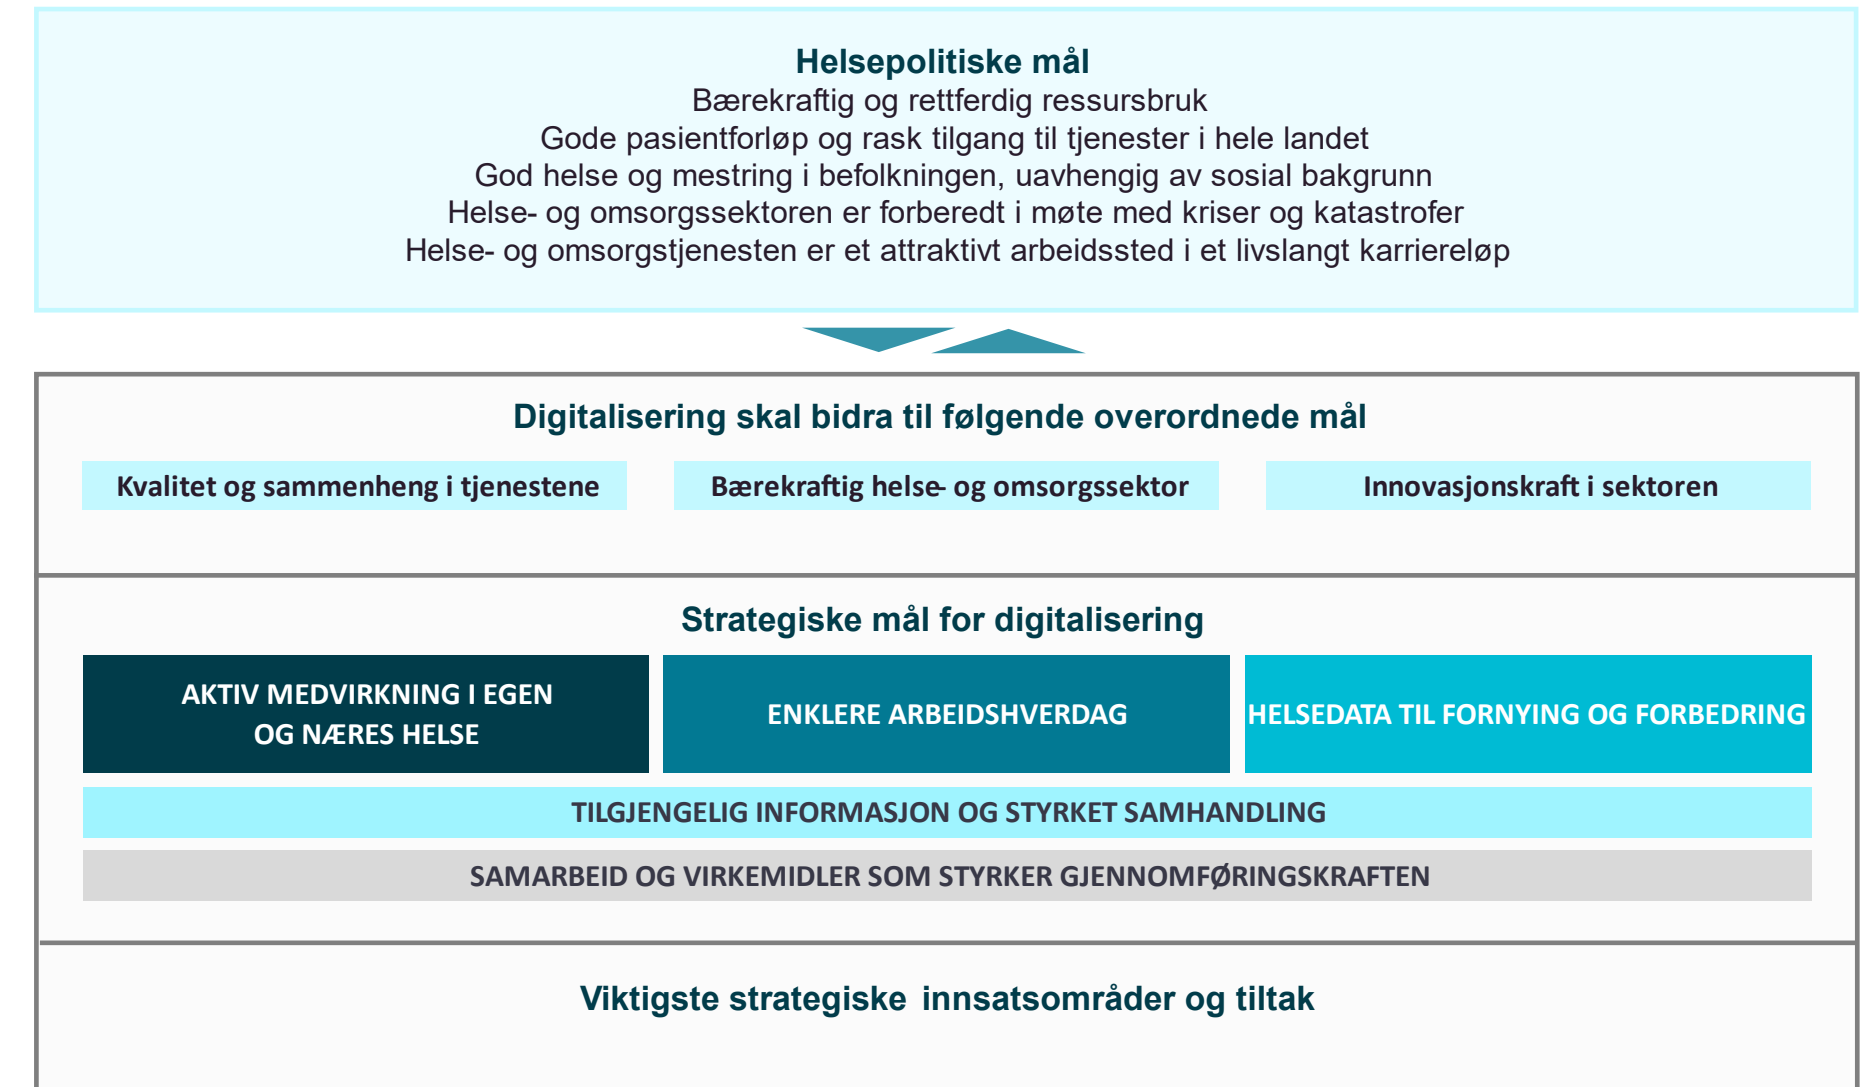 Helsepolitiske mål
Bærekraftig og rettferdig ressursbruk
Gode pasientforløp og rask tilgang til tjenester i hele landet
God helse og mestring i befolkningen, uavhengig av sosial bakgrunn
Helse- og omsorgssektoren er forberedt i møte med kriser og katastrofer
Helse- og omsorgstjenesten er et attraktivt arbeidssted i et livslangt karriereløp
Digitalisering skal bidra til følgende overordnede mål
Kvalitet og sammenheng i tjenestene
Bærekraftig helse- og omsorgssektor
Innovasjonskraft i sektoren
Strategiske mål for digitalisering
AKTIV MEDVIRKNING I EGEN
OG NÆRES HELSE
ENKLERE ARBEIDSHVERDAG
HELSEDATA TIL FORNYING OG FORBEDRING
TILGJENGELIG INFORMASJON OG STYRKET SAMHANDLING
SAMARBEID OG VIRKEMIDLER SOM STYRKER GJENNOMFØRINGSKRAFTEN
Viktigste strategiske innsatsområder og tiltak